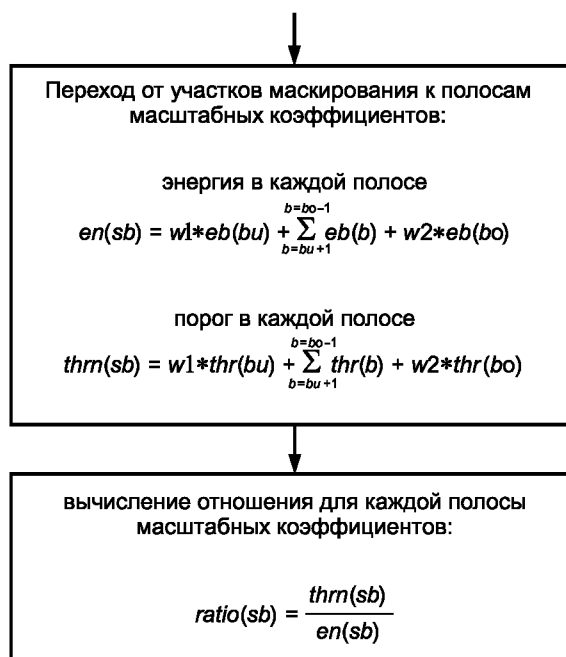 Переход от участков маскирования к полосам
масштабных коэффициентов:
энергия в каждой полосе
b=bo−1
en(sb) = w1*eb(bu) + Σ eb(b) + w2*eb(bo)
b=bu+1
порог в каждой полосе
b=bo−1
thrn(sb) = w1*thr(bu) + Σ thr(b) + w2*thr(bo)
b=bu+1
вычисление отношения для каждой полосы
масштабных коэффициентов:
thrn(sb)
ratio(sb) =
en(sb)